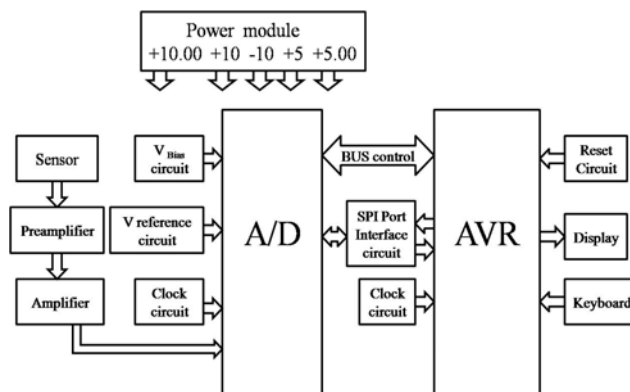 Power module
+10.00 +10 -10 +5 +5.00
Sensor
Preamplifier
Amplifier
V Bias
circuit
V reference
circuit
Clock
circuit
A/D
BUS control
SPI Port
Interface
circuit
Clock
circuit
AVR
Reset
Circuit
Display
Keyboard